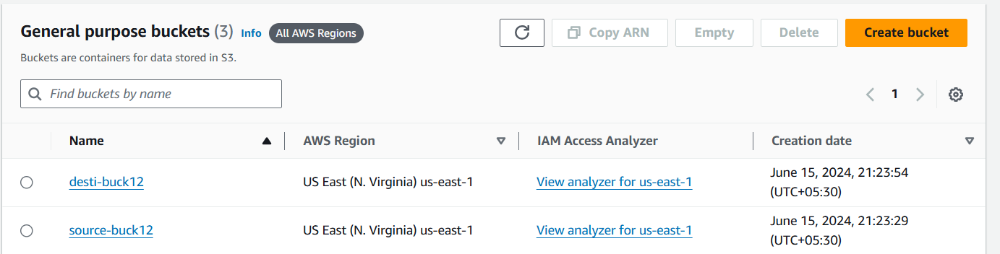 General purpose buckets (3) Info All AWS Regions Copy ARN Empty Delete Create bucket
Buckets are containers for data stored in S3.
Find buckets by name 1
Name AWS Region IAM Access Analyzer Creation date
desti-buck12 US East (N. Virginia) us-east-1 View analyzer for us-east-1 June 15, 2024, 21:23:54
(UTC+05:30)
source-buck12 US East (N. Virginia) us-east-1 View analyzer for us-east-1 June 15, 2024, 21:23:29
(UTC+05:30)